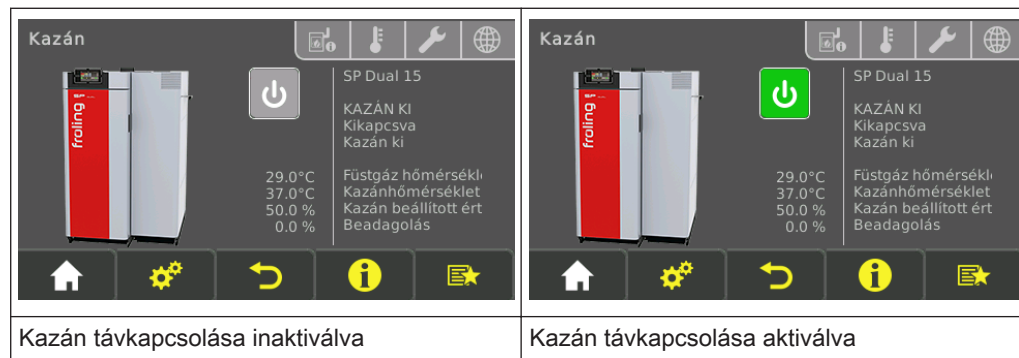 Kazán
froling
SP Dual 15
KAZÁN KI
Kikapcsva
Kazán ki
29.0°C Füstgáz hőmérsékl
37.0°C Kazánhőmérséklet
50.0 % Kazán beállított ért
0.0 % Beadagolás
Kazán távkapcsolása inaktiválva
Kazán
froling
SP Dual 15
KAZÁN KI
Kikapcsva
Kazán ki
29.0°C Füstgáz hőmérsékl
37.0°C Kazánhőmérséklet
50.0 % Kazán beállított ért
0.0 % Beadagolás
Kazán távkapcsolása aktiválva